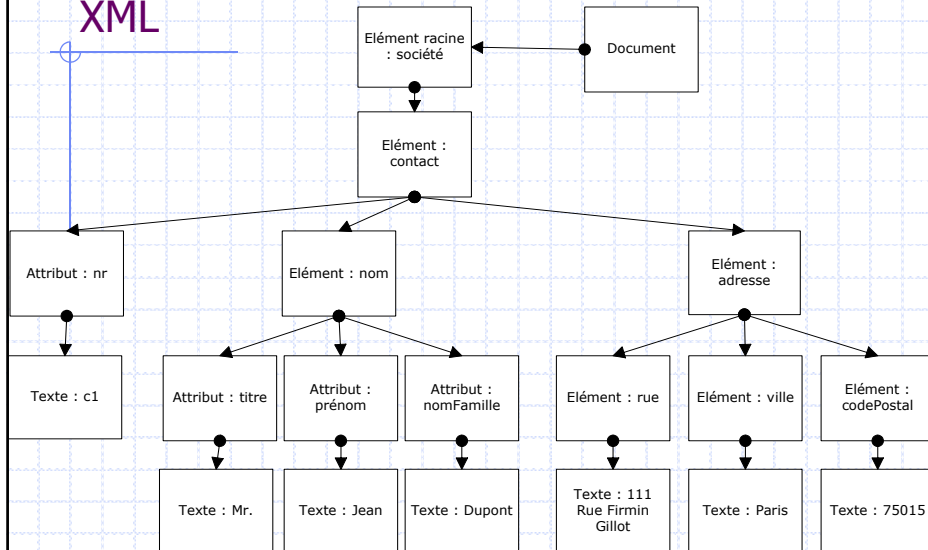 XML
Elément racine
: société
Document
Elément :
contact
Attribut : nr
Elément : nom
Elément :
adresse
Texte : c1
Attribut : titre
Attribut :
prénom
Attribut :
nomFamille
Elément : rue
Elément : ville
Elément :
codePostal
Texte : Mr.
Texte : Jean
Texte : Dupont
Texte : 111
Rue Firmin
Gillot
Texte : Paris
Texte : 75015